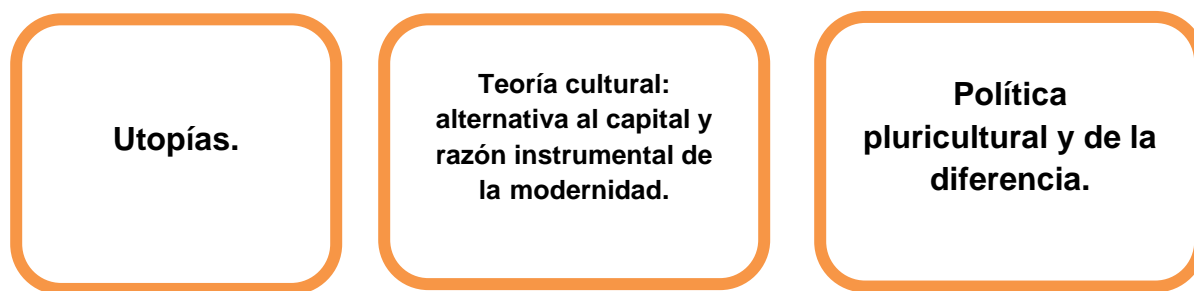 Utopías.
Teoría cultural:
alternativa al capital y
razón instrumental de
la modernidad.
Política
pluricultural y de la
diferencia.